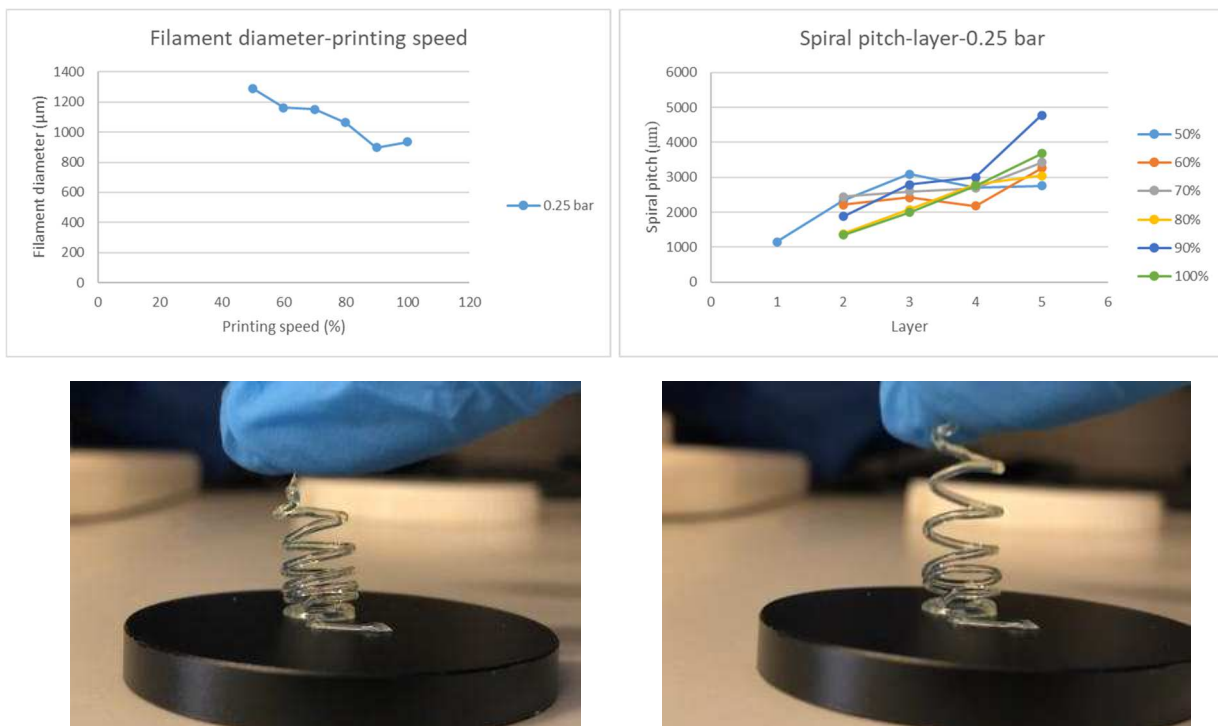 Filament diameter-printing speed
Filament diameter (µm)
1400
1200
1000
800
600
400
200
0
0 20 40 60 80 100 120
Printing speed (%)
0.25 bar
Spiral pitch-layer-0.25 bar
Spiral pitch (µm)
6000
5000
4000
3000
2000
1000
0
0 1 2 3 4 5 6
Layer
50%
60%
70%
80%
90%
100%